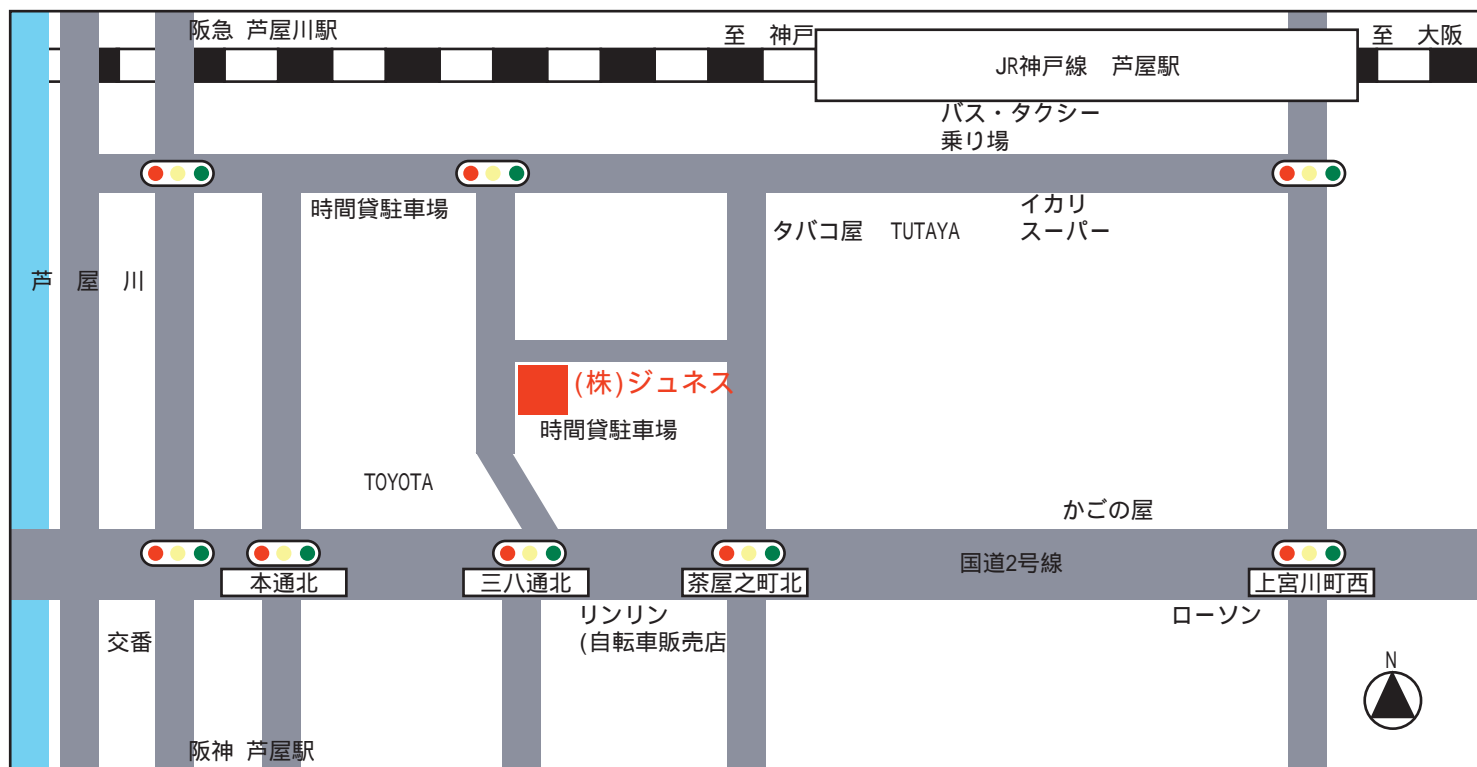 阪急 芦屋川駅
至 神戸
JR神戸線 芦屋駅
至 大阪
バス・タクシー
乗り場
時間貸駐車場
タバコ屋 TUTAYA
イカリ
スーパー
芦 屋 川
(株)ジュネス
時間貸駐車場
TOYOTA
かごの屋
国道2号線
本通北
三八通北
茶屋之町北
上宮川町西
リンリン
(自転車販売店
ローソン
交番
N
阪神 芦屋駅